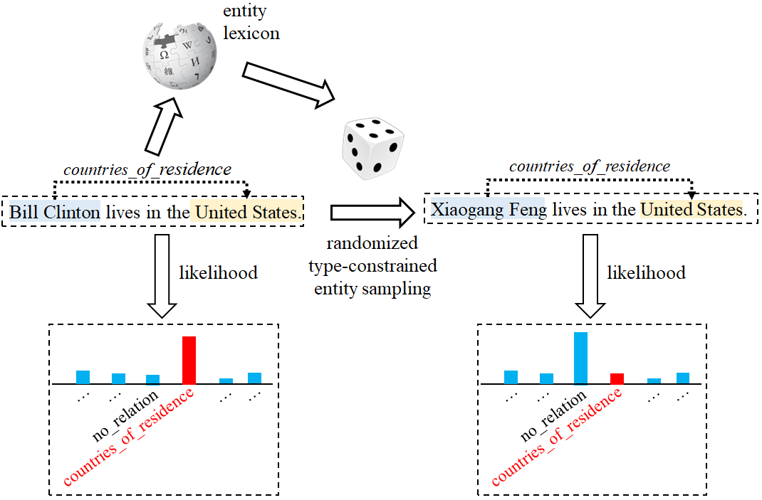 entity
lexicon
countries_of_residence
countries_of_residence
Bill Clinton lives in the United States.
Xiaogang Feng lives in the United States.
randomized
type-constrained
entity sampling
likelihood
likelihood
...
...
no_relation
countries_of_residence
...
...
...
...
no_relation
countries_of_residence
...
...